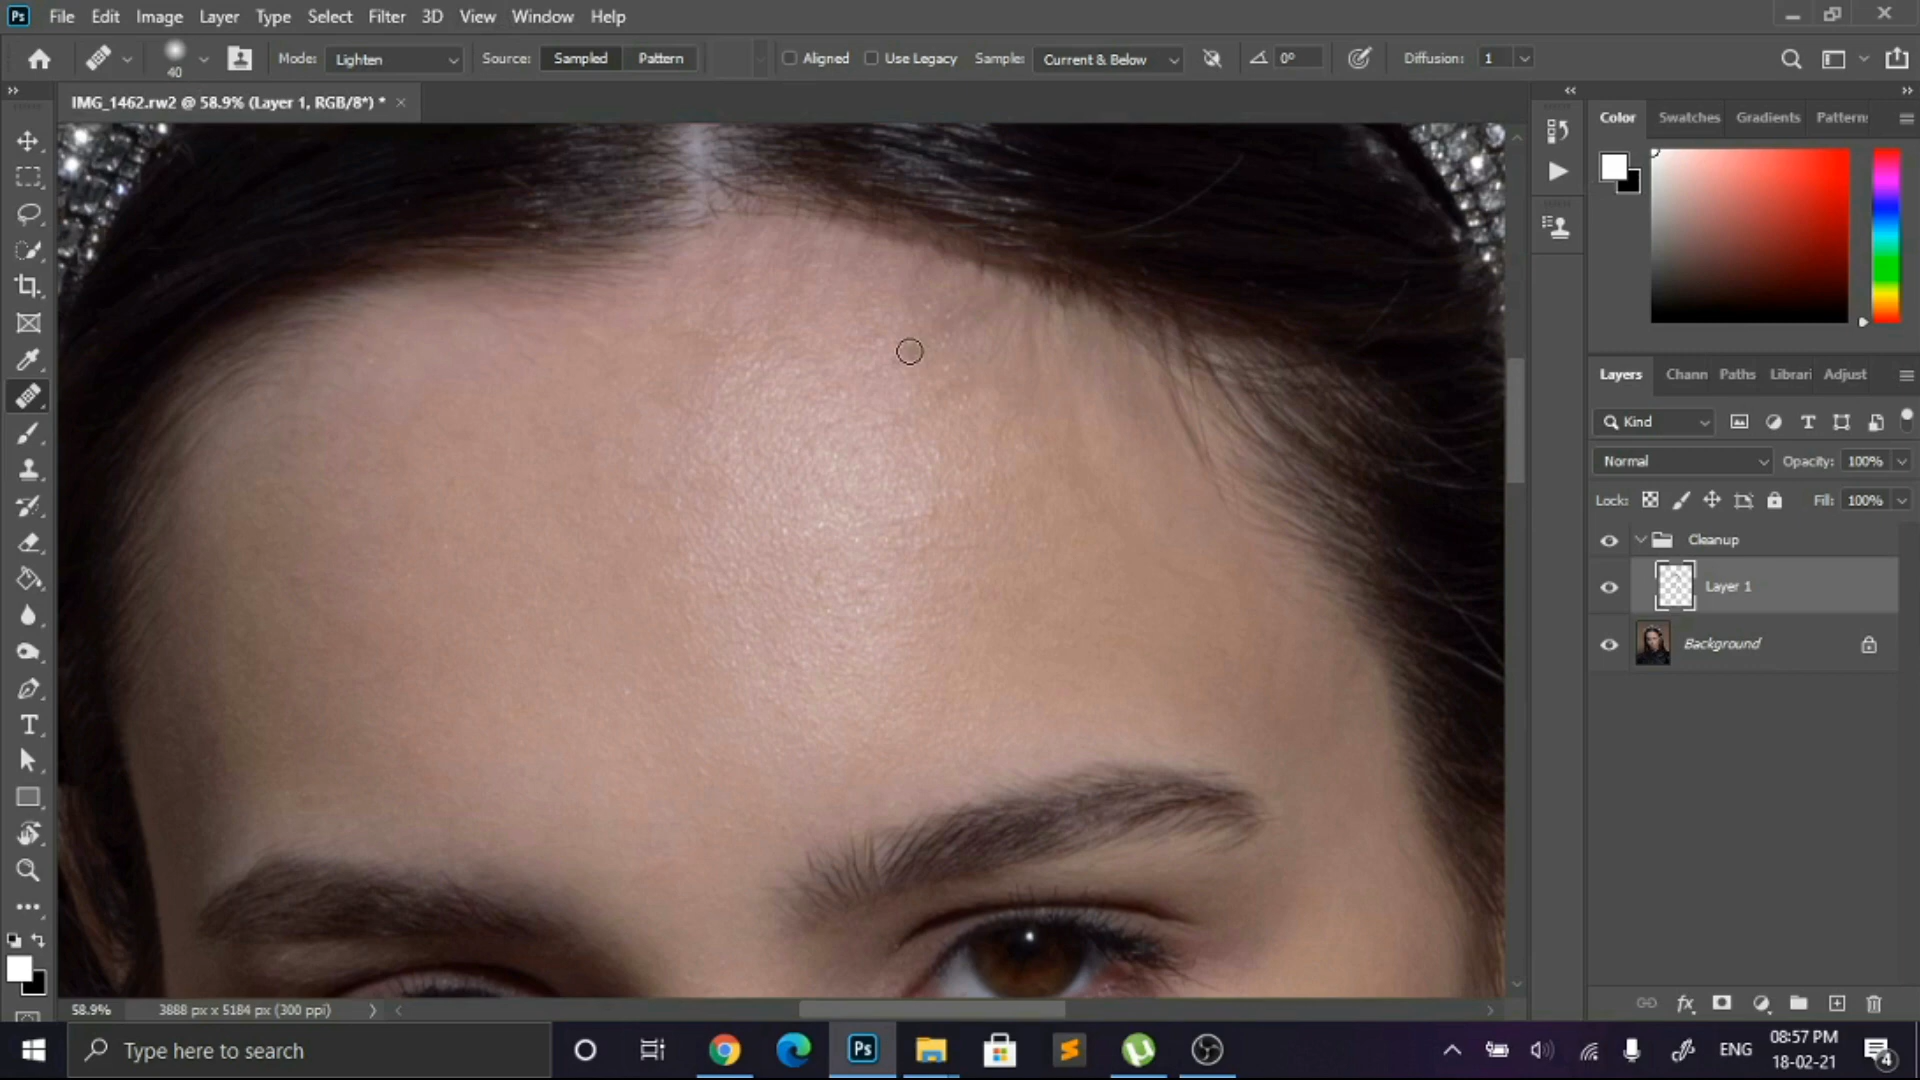 Ps File Edit Image Layer Type Select Filter 3D View Window Help
40 Mode: Lighten Source: Sampled Pattern Aligned Use Legacy Sample: Current & Below 0° Diffusion: 1
IMG_1462.rw2 @ 58.9% (Layer 1, RGB/8*) * ×
Color Swatches Gradients Pattern
Layers Chann Paths Librari Adjust
Kind
Normal Opacity: 100%
Lock: Fill: 100%
Cleanup
Layer 1
Background
58.9% 3888 px x 5184 px (300 ppi)
Type here to search
Ps
ENG
08:57 PM
18-02-21
4